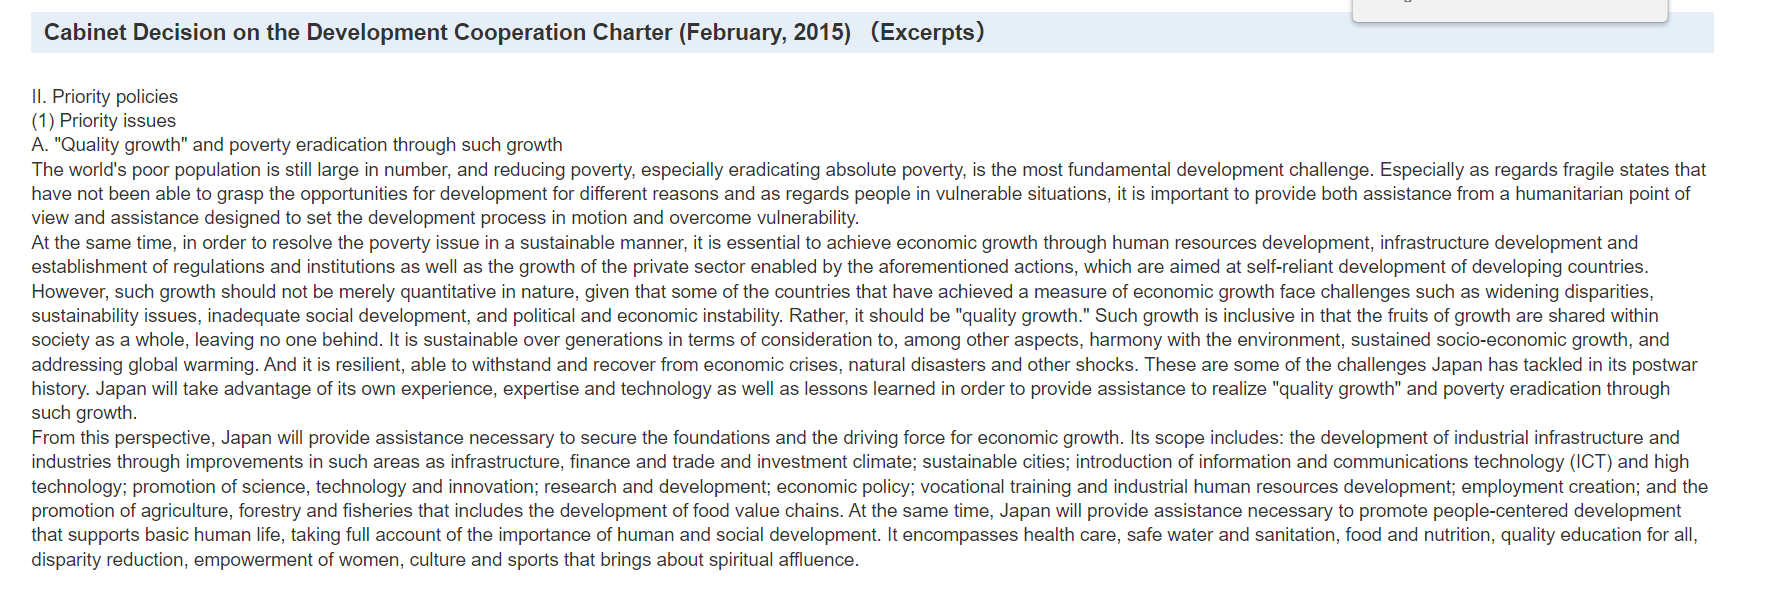 Cabinet Decision on the Development Cooperation Charter (February, 2015) （Excerpts）
II. Priority policies
(1) Priority issues
A. "Quality growth" and poverty eradication through such growth
The world's poor population is still large in number, and reducing poverty, especially eradicating absolute poverty, is the most fundamental development challenge. Especially as regards fragile states that
have not been able to grasp the opportunities for development for different reasons and as regards people in vulnerable situations, it is important to provide both assistance from a humanitarian point of
view and assistance designed to set the development process in motion and overcome vulnerability.
At the same time, in order to resolve the poverty issue in a sustainable manner, it is essential to achieve economic growth through human resources development, infrastructure development and
establishment of regulations and institutions as well as the growth of the private sector enabled by the aforementioned actions, which are aimed at self-reliant development of developing countries.
However, such growth should not be merely quantitative in nature, given that some of the countries that have achieved a measure of economic growth face challenges such as widening disparities,
sustainability issues, inadequate social development, and political and economic instability. Rather, it should be "quality growth." Such growth is inclusive in that the fruits of growth are shared within
society as a whole, leaving no one behind. It is sustainable over generations in terms of consideration to, among other aspects, harmony with the environment, sustained socio-economic growth, and
addressing global warming. And it is resilient, able to withstand and recover from economic crises, natural disasters and other shocks. These are some of the challenges Japan has tackled in its postwar
history. Japan will take advantage of its own experience, expertise and technology as well as lessons learned in order to provide assistance to realize "quality growth" and poverty eradication through
such growth.
From this perspective, Japan will provide assistance necessary to secure the foundations and the driving force for economic growth. Its scope includes: the development of industrial infrastructure and
industries through improvements in such areas as infrastructure, finance and trade and investment climate; sustainable cities; introduction of information and communications technology (ICT) and high
technology; promotion of science, technology and innovation; research and development; economic policy; vocational training and industrial human resources development; employment creation; and the
promotion of agriculture, forestry and fisheries that includes the development of food value chains. At the same time, Japan will provide assistance necessary to promote people-centered development
that supports basic human life, taking full account of the importance of human and social development. It encompasses health care, safe water and sanitation, food and nutrition, quality education for all,
disparity reduction, empowerment of women, culture and sports that brings about spiritual affluence.